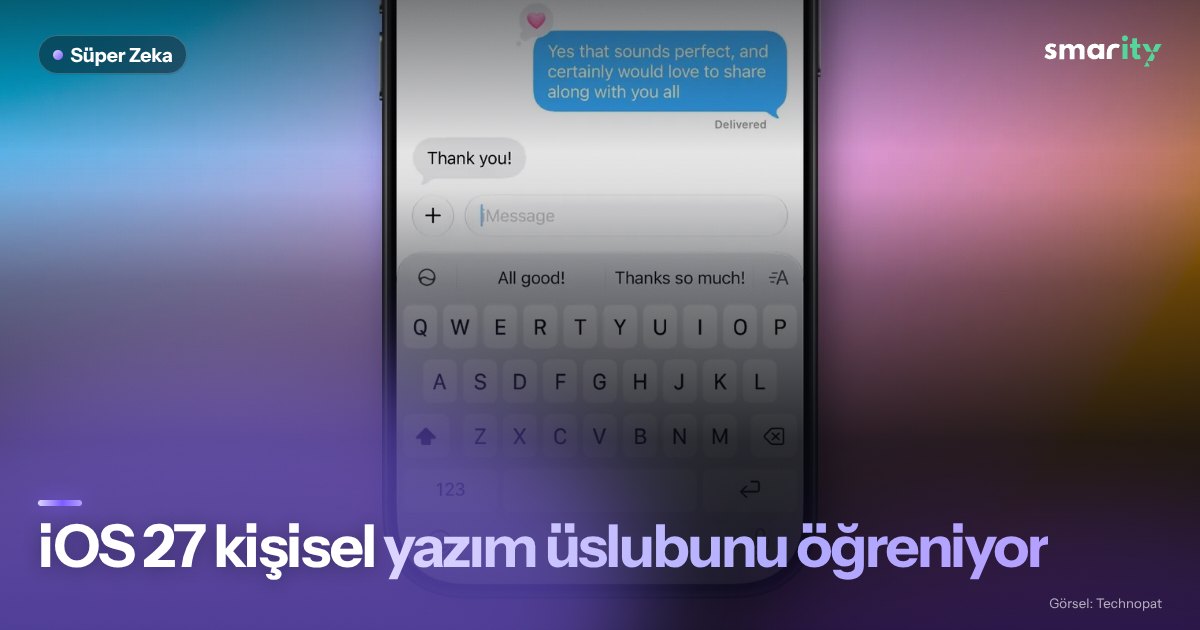 Süper Zeka
smarity
Yes that sounds perfect, and
certainly would love to share
along with you all
Delivered
Thank you!
iMessage
All good!
Thanks so much!
A
Q W E R T Y U I O P
A S D F G H J K L
Z X C V B N M
123
iOS 27 kişisel yazım üslubunu öğreniyor
Görsel: Technopat